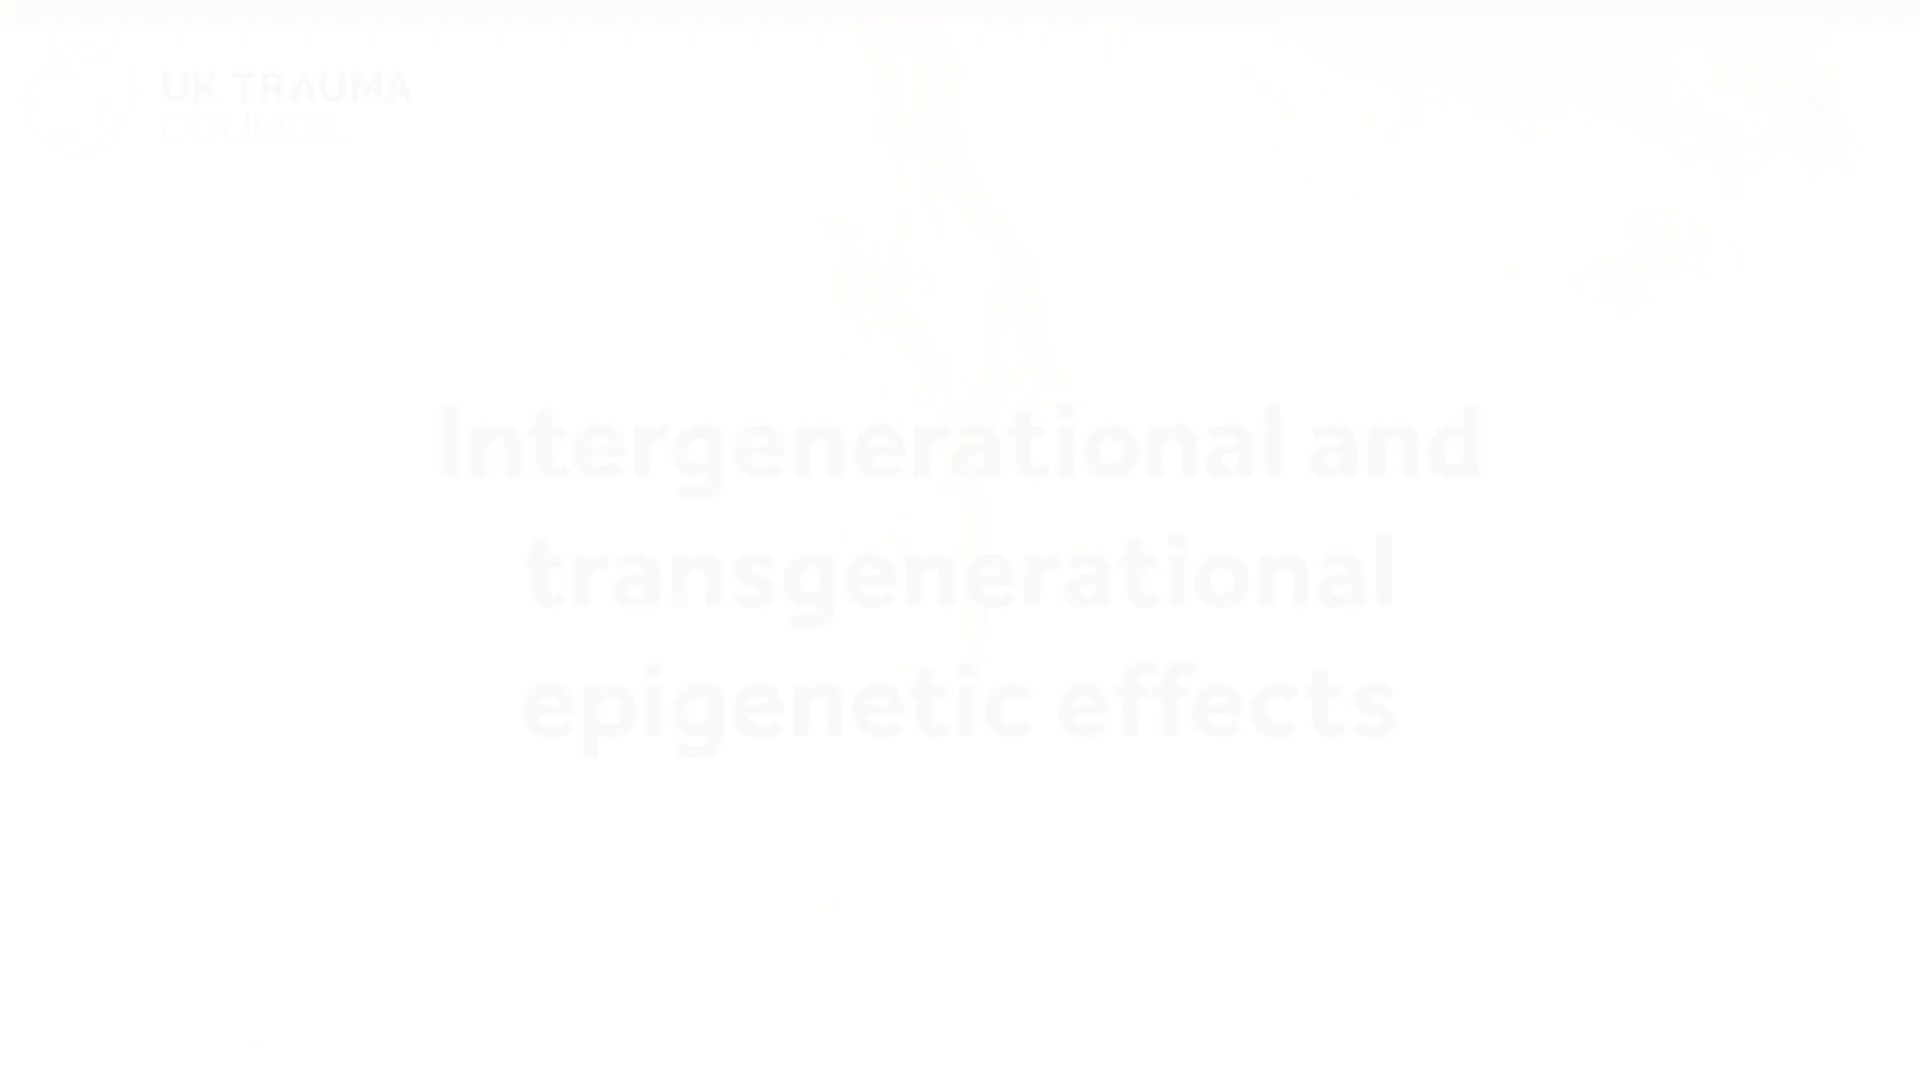 UK TRAUMA
COUNCIL
Intergenerational and
transgenerational
epigenetic effects